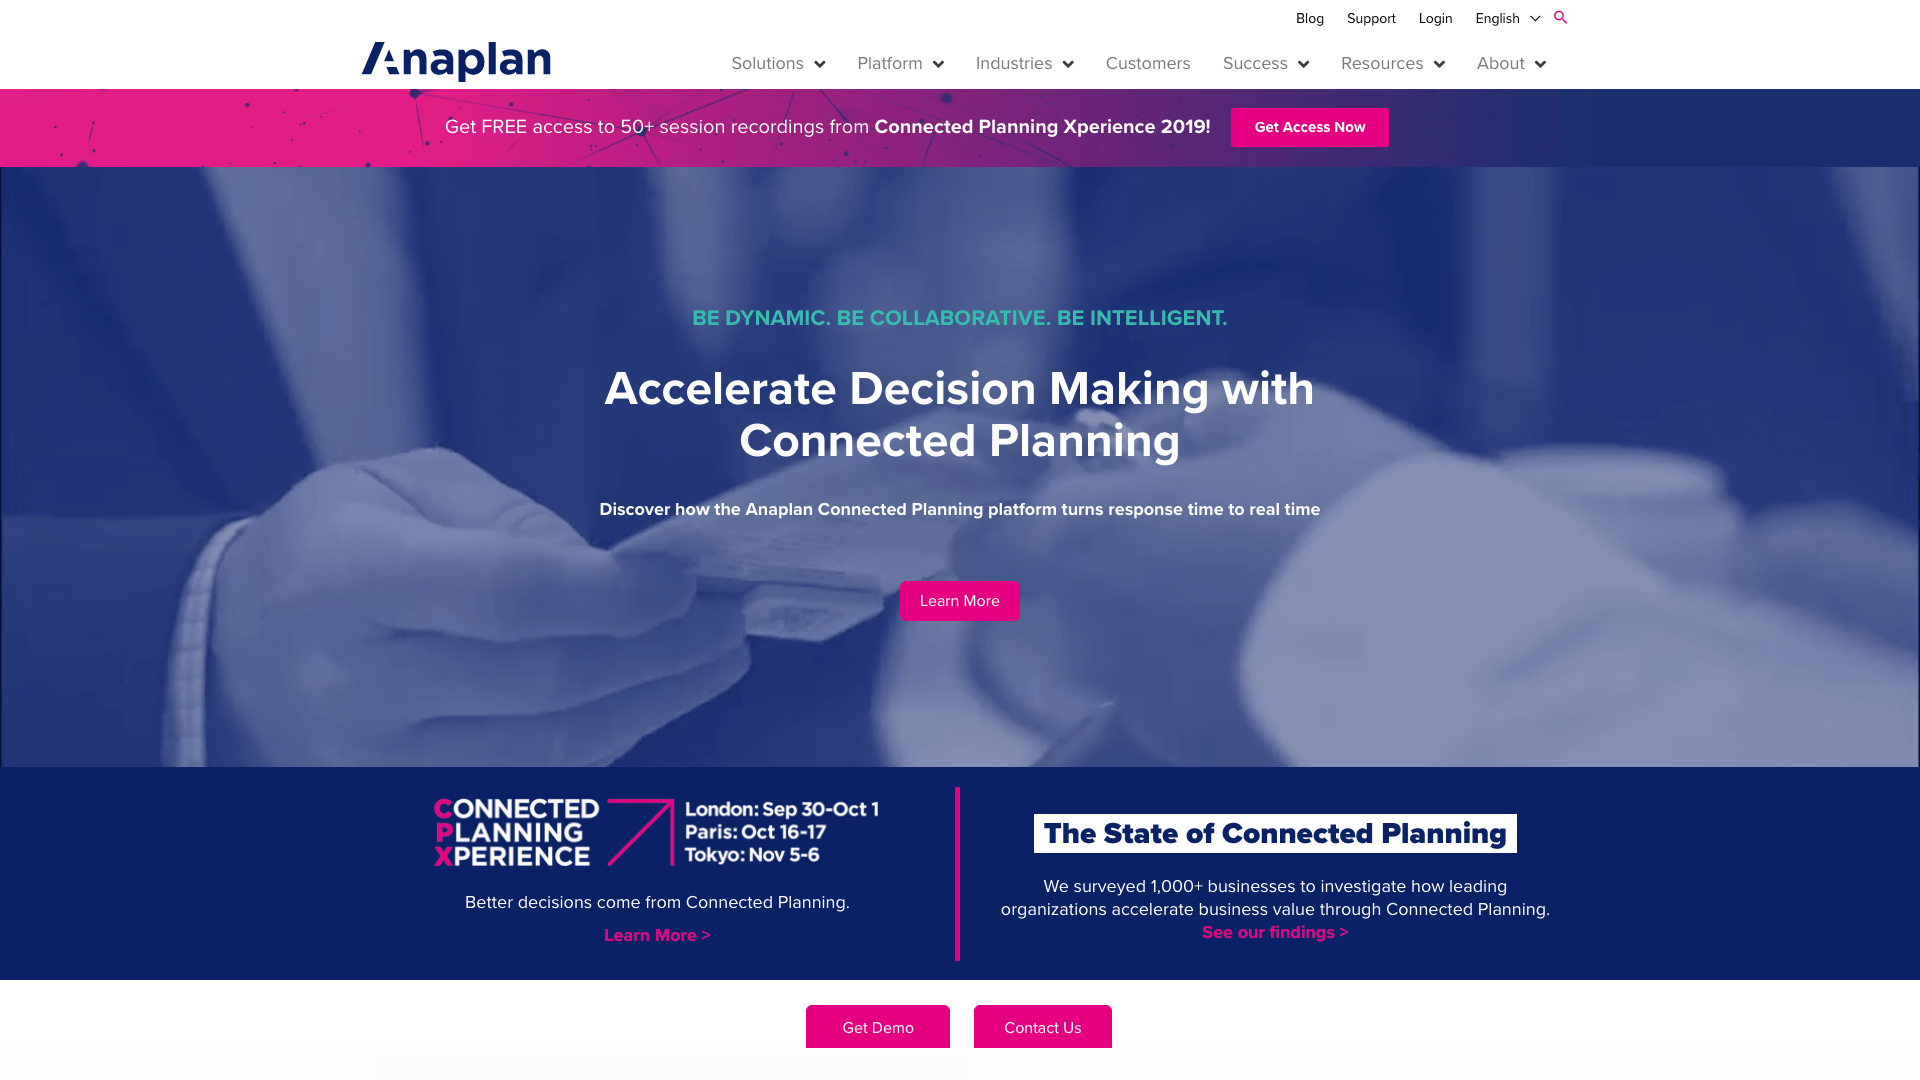 Blog Support Login English
Anaplan
Solutions Platform Industries Customers Success Resources About
Get FREE access to 50+ session recordings from Connected Planning Xperience 2019! Get Access Now
BE DYNAMIC. BE COLLABORATIVE. BE INTELLIGENT.
Accelerate Decision Making with
Connected Planning
Discover how the Anaplan Connected Planning platform turns response time to real time
Learn More
CONNECTED
PLANNING
XPERIENCE
London: Sep 30-Oct 1
Paris: Oct 16-17
Tokyo: Nov 5-6
Better decisions come from Connected Planning.
Learn More >
The State of Connected Planning
We surveyed 1,000+ businesses to investigate how leading
organizations accelerate business value through Connected Planning.
See our findings >
Get Demo Contact Us